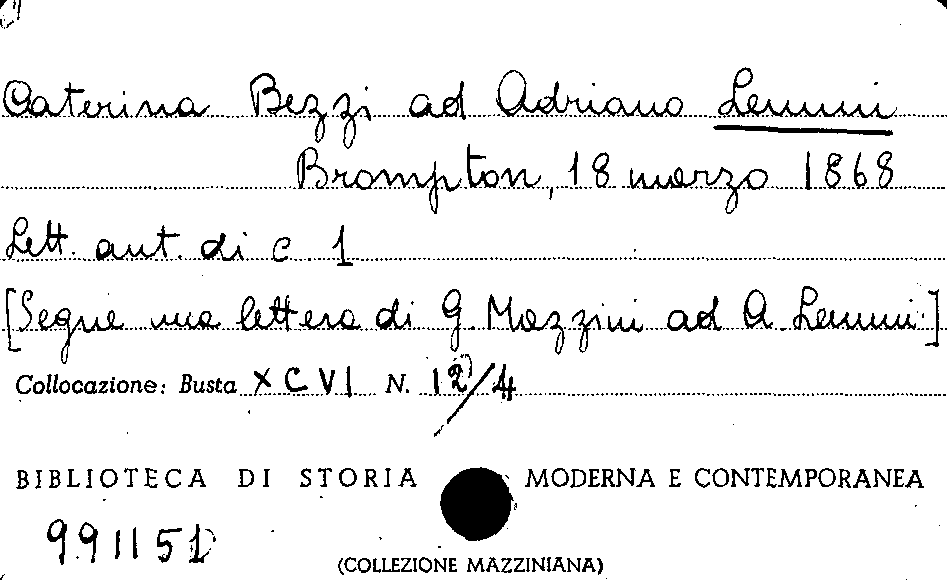 Caterina Bezzi ad Adriano Lemmi
Brompton, 18 marzo 1868
Lett. aut. di c. 1
[Segue una lettera di G. Mazzini ad A. Lemmi.]
Collocazione: Busta XCVI N. 12/4
BIBLIOTECA DI STORIA MODERNA E CONTEMPORANEA
991151
(COLLEZIONE MAZZINIANA)